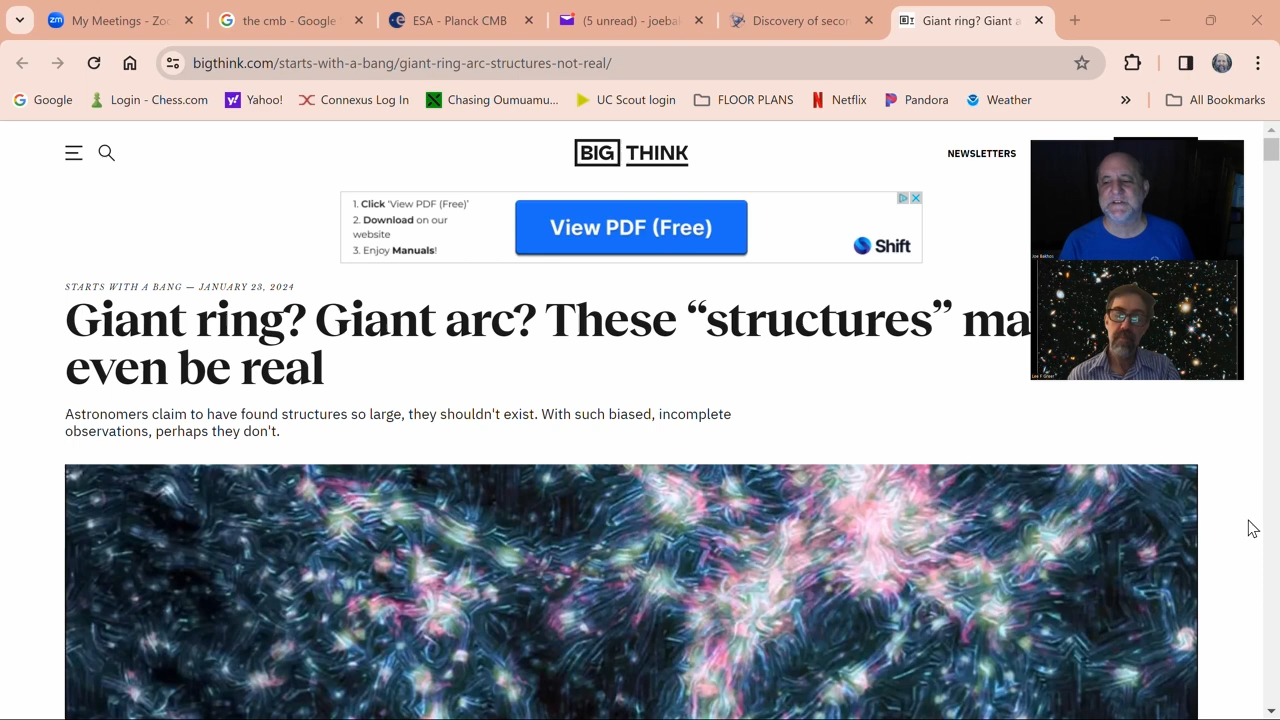 zm My Meetings - Zo
the cmb - Google
ESA - Planck CMB
(5 unread) - joeba
Discovery of secon
Giant ring? Giant a
bigthink.com/starts-with-a-bang/giant-ring-arc-structures-not-real/
Google
Login - Chess.com
Yahoo!
Connexus Log In
Chasing Oumuamu...
UC Scout login
FLOOR PLANS
Netflix
Pandora
Weather
All Bookmarks
BIG THINK
NEWSLETTERS
1. Click 'View PDF (Free)'
2. Download on our
website
3. Enjoy Manuals!
View PDF (Free)
Shift
STARTS WITH A BANG — JANUARY 23, 2024
Giant ring? Giant arc? These “structures” ma
even be real
Astronomers claim to have found structures so large, they shouldn't exist. With such biased, incomplete
observations, perhaps they don't.